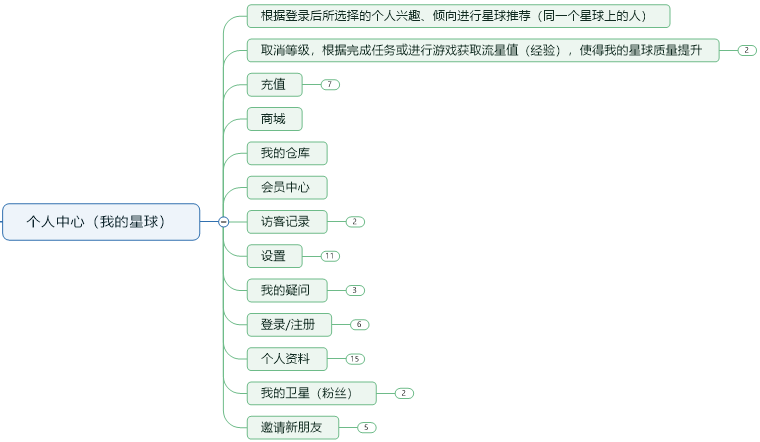 根据登录后所选择的个人兴趣、倾向进行星球推荐（同一个星球上的人）
取消等级，根据完成任务或进行游戏获取流星值（经验），使得我的星球质量提升 2
充值 7
商城
我的仓库
会员中心
个人中心（我的星球）
访客记录 2
设置 11
我的疑问 3
登录/注册 6
个人资料 15
我的卫星（粉丝） 2
邀请新朋友 5